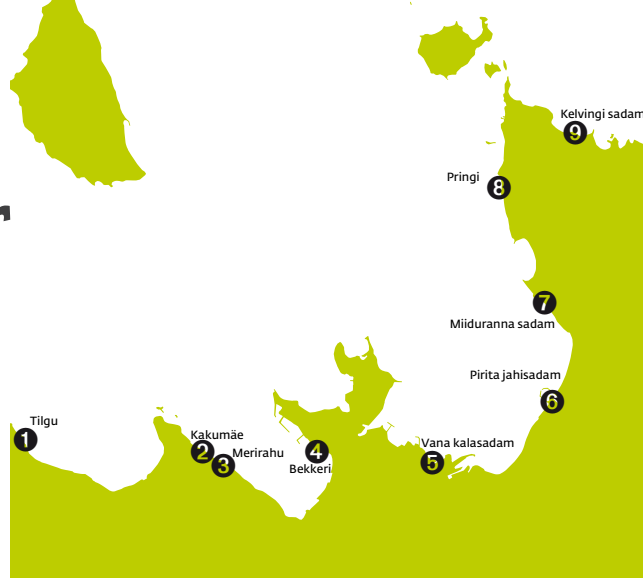 Kelvingi sadam
9
Pringi
8
7
Miiduranna sadam
Pirita jahisadam
6
Tilgu
1
Kakumäe
2
Merirahu
3
4
Bekkeri
Vana kalasadam
5